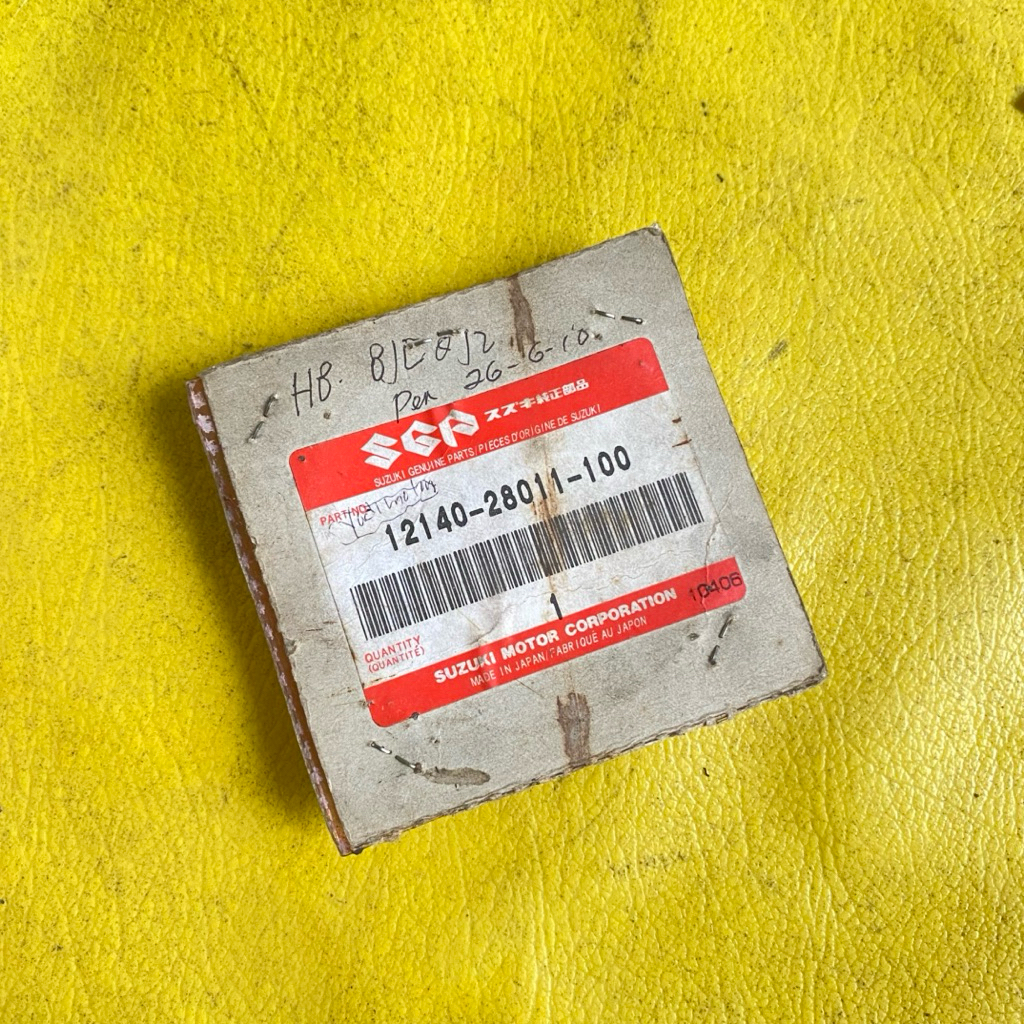 HB.
Pen 26-6-10
SGP スズキ純正部品
SUZUKI GENUINE PARTS/PIECES D'ORIGINE DE SUZUKI
PART NO.
12140-28011-100
1
QUANTITY
(QUANTITÉ)
SUZUKI MOTOR CORPORATION 10406
MADE IN JAPAN/FABRIQUE AU JAPON